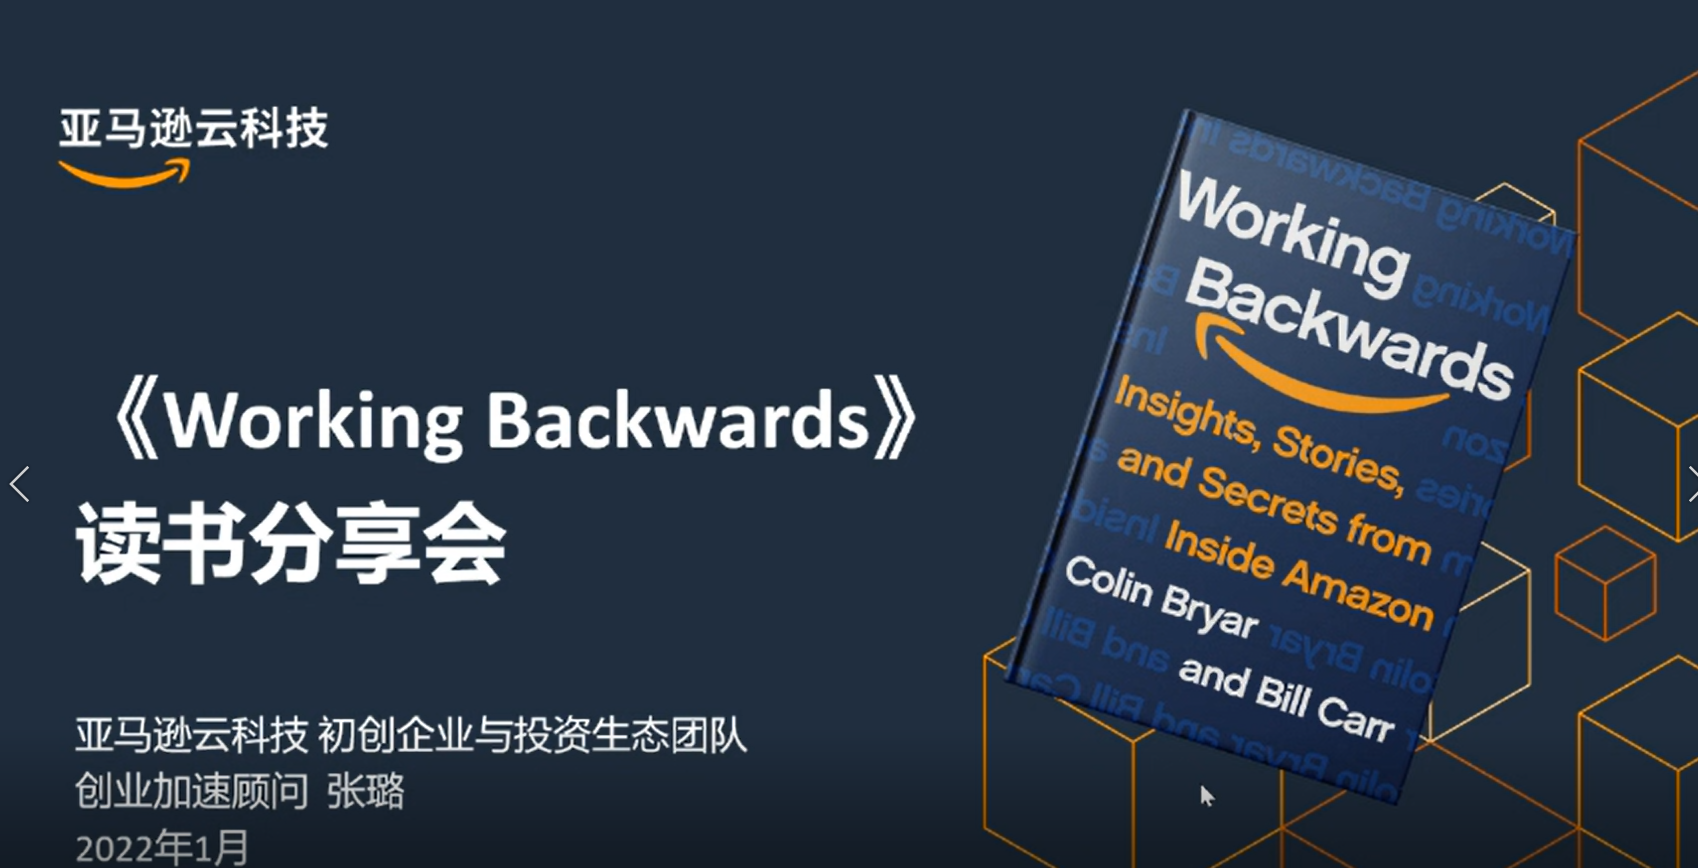 亚马逊云科技
《Working Backwards》
读书分享会
亚马逊云科技 初创企业与投资生态团队
创业加速顾问 张璐
2022年1月
Working
Backwards
Insights, Stories,
and Secrets from
Inside Amazon
Colin Bryar
and Bill Carr